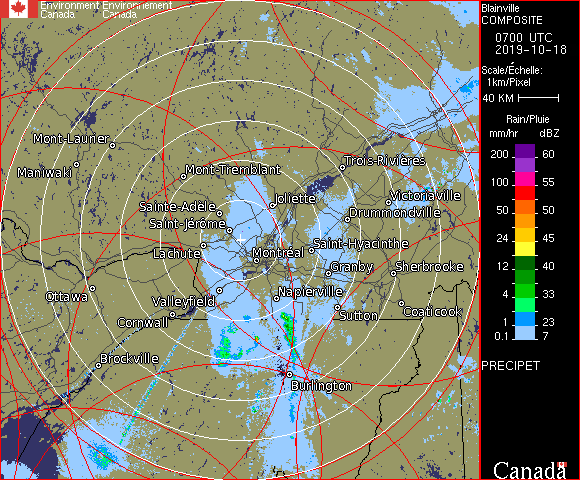 Environment Environnement
Canada Canada
Blainville
COMPOSITE
0700 UTC
2019-10-18
Scale/Échelle:
1km/Pixel
40 KM
Rain/Pluie
mm/hr dBZ
200 60
100 55
50 50
24 45
12 40
4 33
1 23
0.1 7
PRECIPET
Mont-Laurier
Maniwaki
Mont-Tremblant
Trois-Rivières
Sainte-Adèle
Joliette
Victoriaville
Saint-Jérôme
Drummondville
Lachute
Montréal
Saint-Hyacinthe
Granby
Sherbrooke
Ottawa
Valleyfield
Napierville
Cornwall
Sutton
Coaticook
Brockville
Burlington
Canada